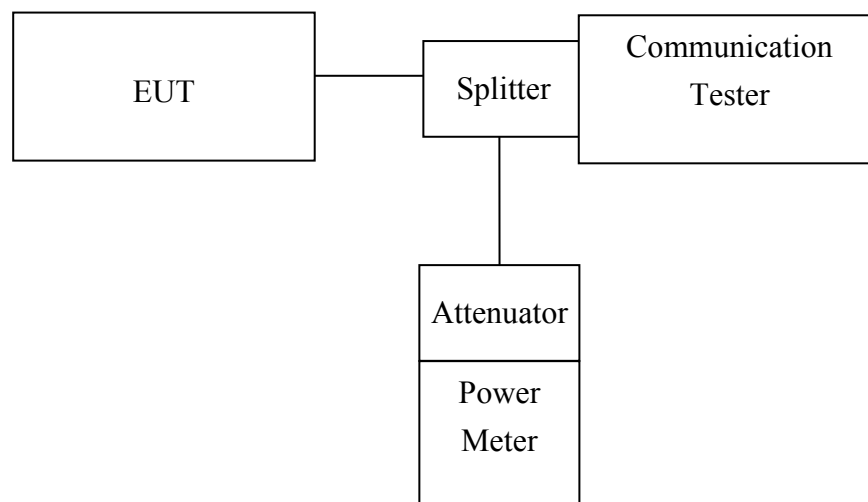 EUT
Splitter
Communication
Tester
Attenuator
Power
Meter